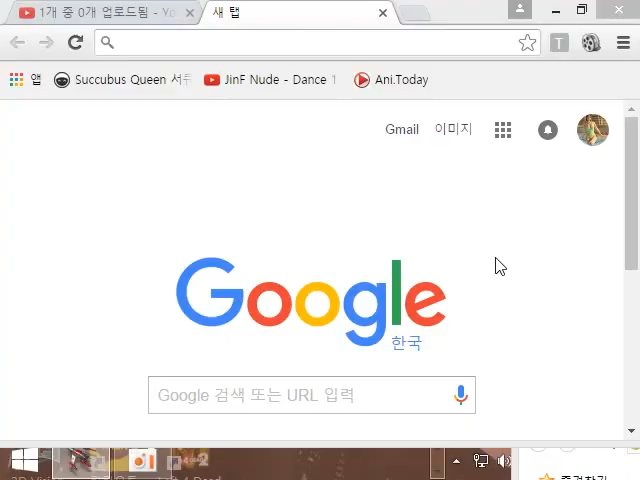 1개 중 0개 업로드됨 - Yo
새 탭
T
앱
Succubus Queen 서큐
JinF Nude - Dance 1
Ani.Today
Gmail
이미지
Google
한국
Google 검색 또는 URL 입력